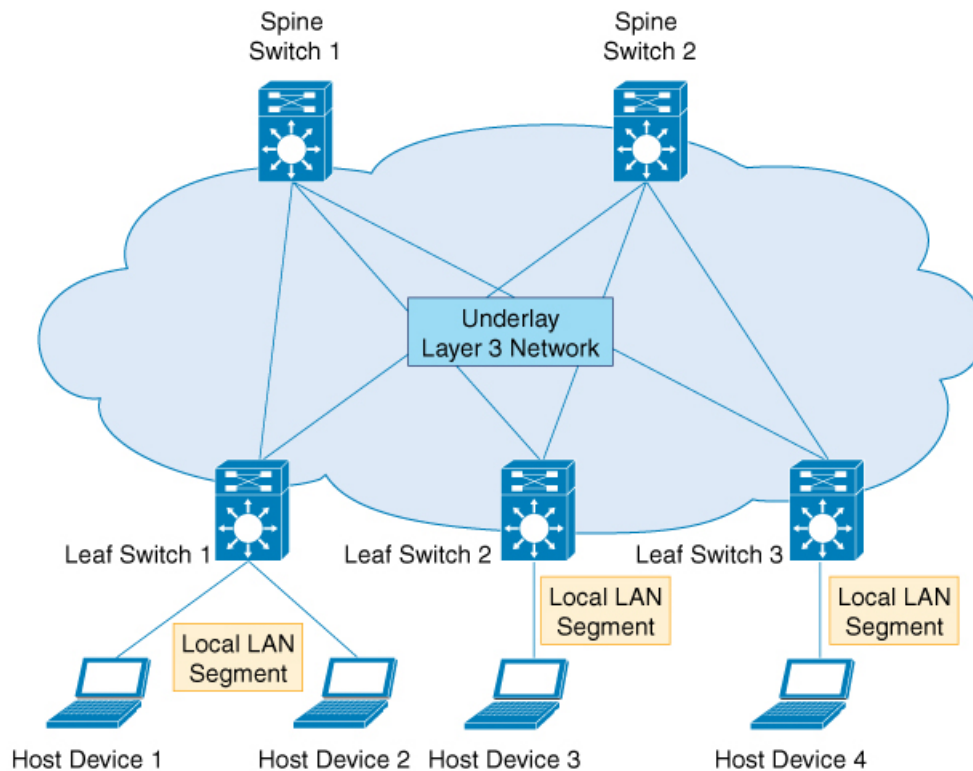 Spine
Switch 1
Spine
Switch 2
Underlay
Layer 3 Network
Leaf Switch 1
Leaf Switch 2
Leaf Switch 3
Local LAN
Segment
Local LAN
Segment
Local LAN
Segment
Host Device 1
Host Device 2
Host Device 3
Host Device 4